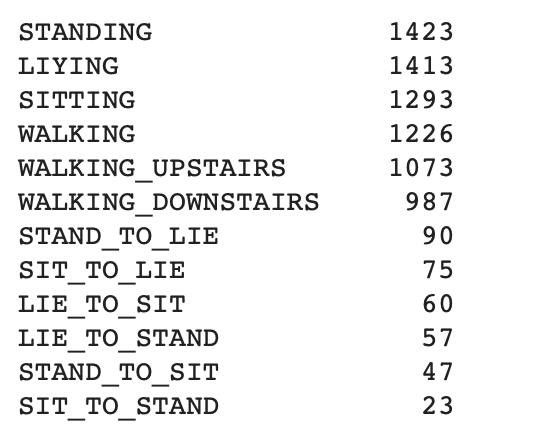 STANDING 1423
LIYING 1413
SITTING 1293
WALKING 1226
WALKING_UPSTAIRS 1073
WALKING_DOWNSTAIRS 987
STAND_TO_LIE 90
SIT_TO_LIE 75
LIE_TO_SIT 60
LIE_TO_STAND 57
STAND_TO_SIT 47
SIT_TO_STAND 23